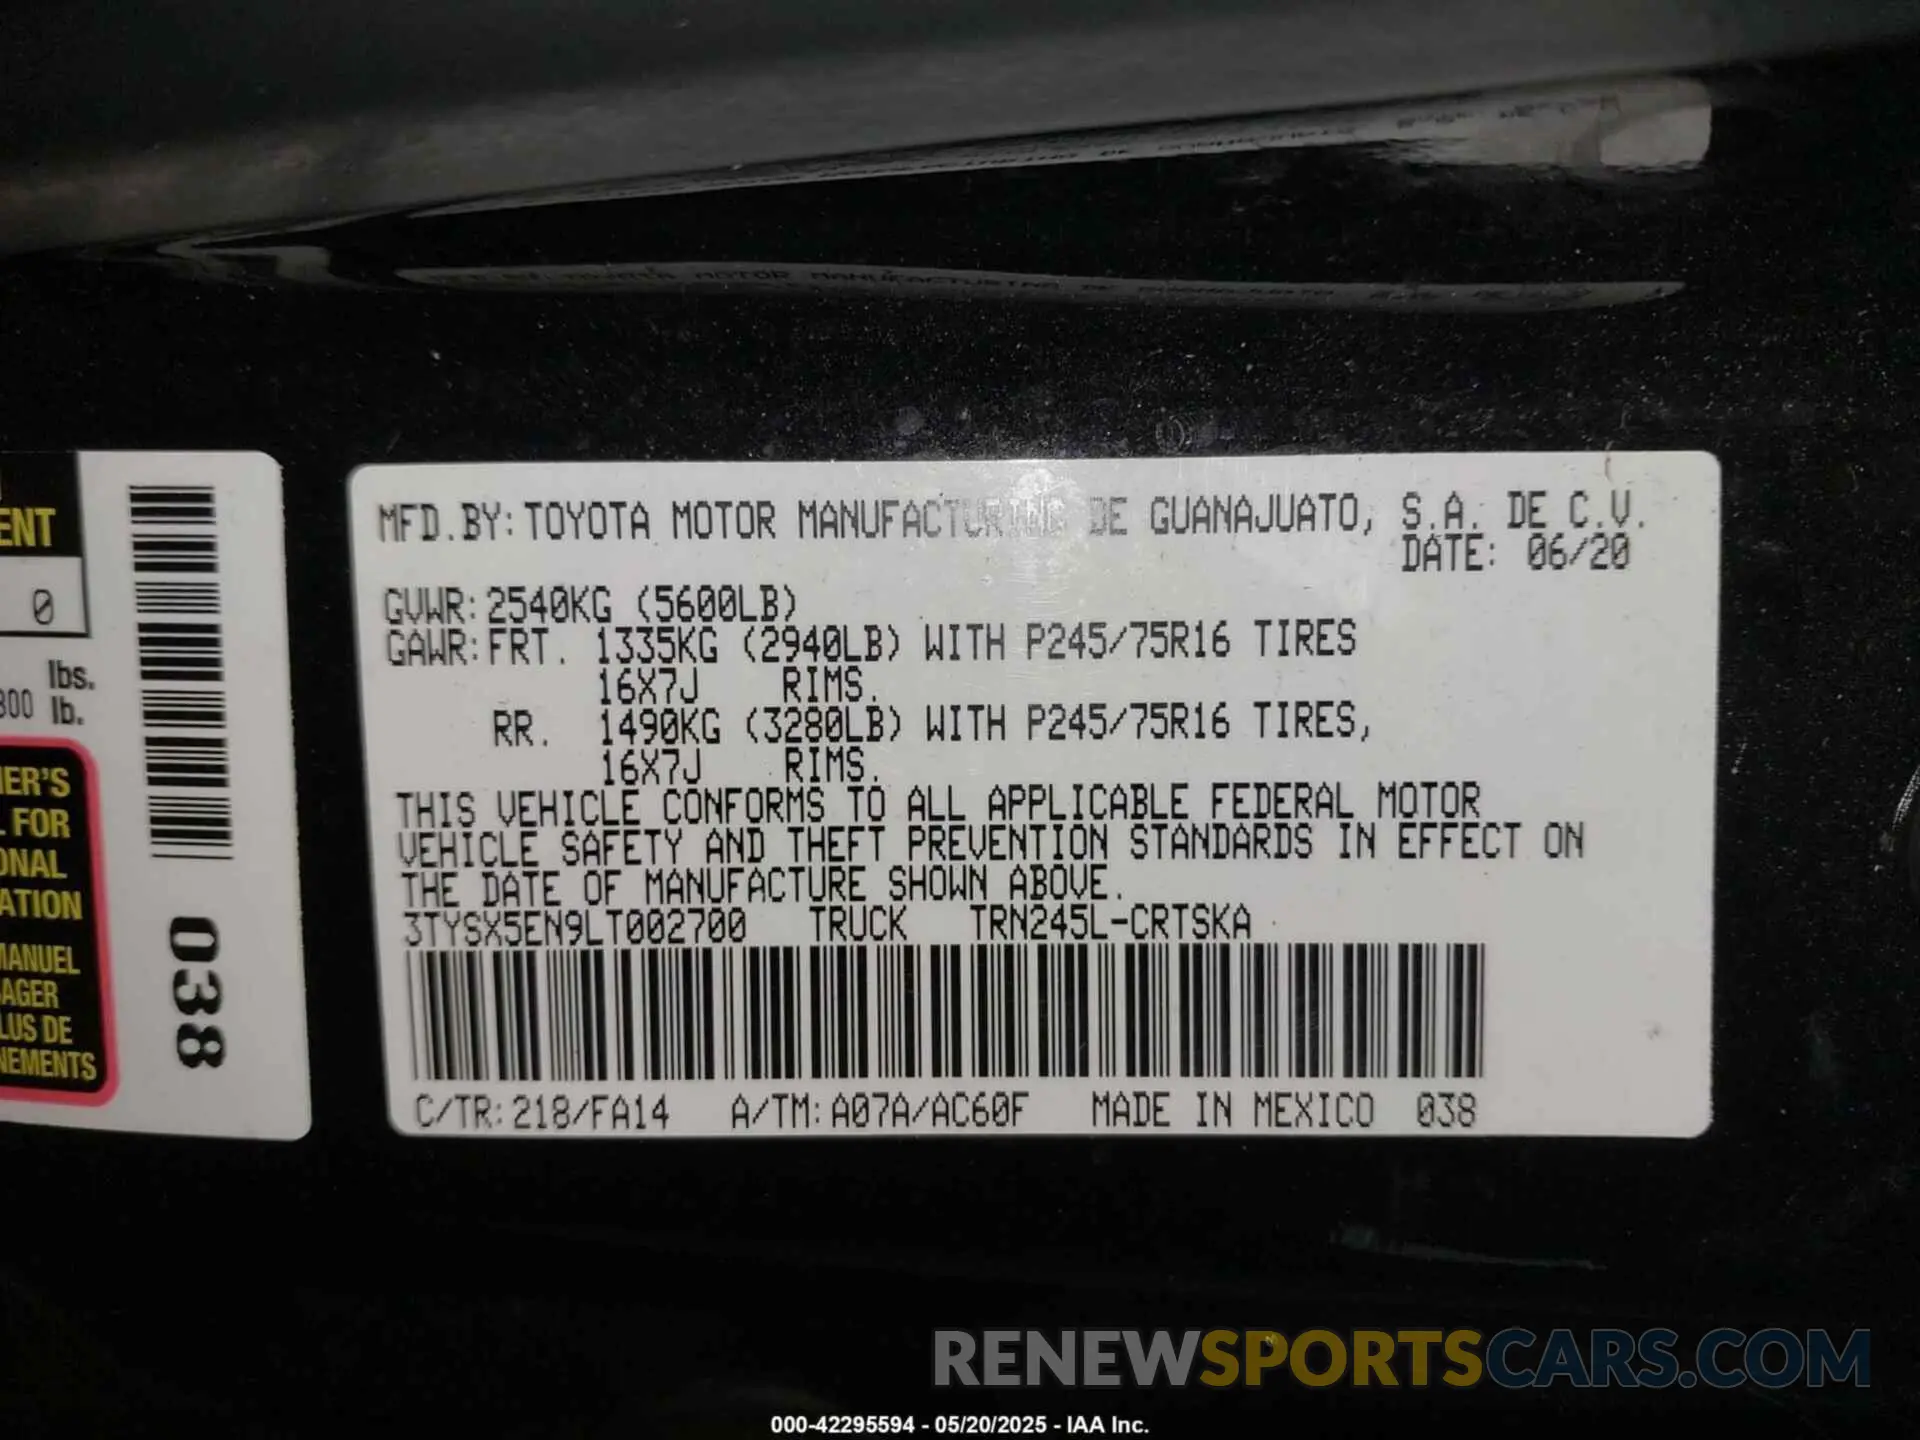 ENT
0
lbs.
300 lb.
ER'S
FOR
ONAL
ATION
MANUEL
AGER
LUS DE
NEMENTS
038
MFD.BY: TOYOTA MOTOR MANUFACTURING DE GUANAJUATO, S.A. DE C.V.
DATE: 06/20
GVWR: 2540KG (5600LB)
GAWR: FRT. 1335KG (2940LB) WITH P245/75R16 TIRES
16X7J RIMS.
RR. 1490KG (3280LB) WITH P245/75R16 TIRES,
16X7J RIMS.
THIS VEHICLE CONFORMS TO ALL APPLICABLE FEDERAL MOTOR
VEHICLE SAFETY AND THEFT PREVENTION STANDARDS IN EFFECT ON
THE DATE OF MANUFACTURE SHOWN ABOVE.
3TYSX5EN9LT002700 TRUCK TRN245L-CRTSKA
C/TR: 218/FA14 A/TM: A07A/AC60F MADE IN MEXICO 038
RENEWSPORTSCARS.COM
000-42295594 - 05/20/2025 - IAA Inc.